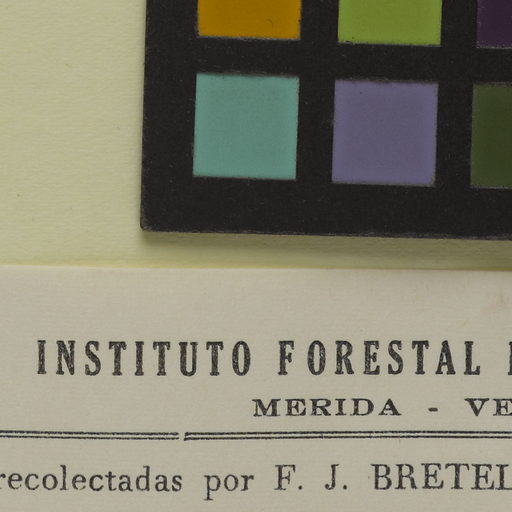 INSTITUTO FORESTAL
MERIDA - VE
recolectadas por F. J. BRETEL